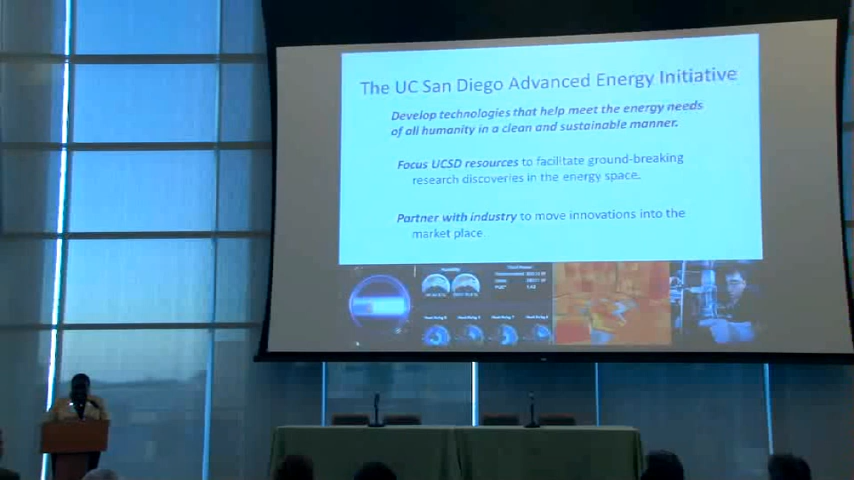 The UC San Diego Advanced Energy Initiative
Develop technologies that help meet the energy needs
of all humanity in a clean and sustainable manner.
Focus UCSD resources to facilitate ground-breaking
research discoveries in the energy space.
Partner with industry to move innovations into the
market place.